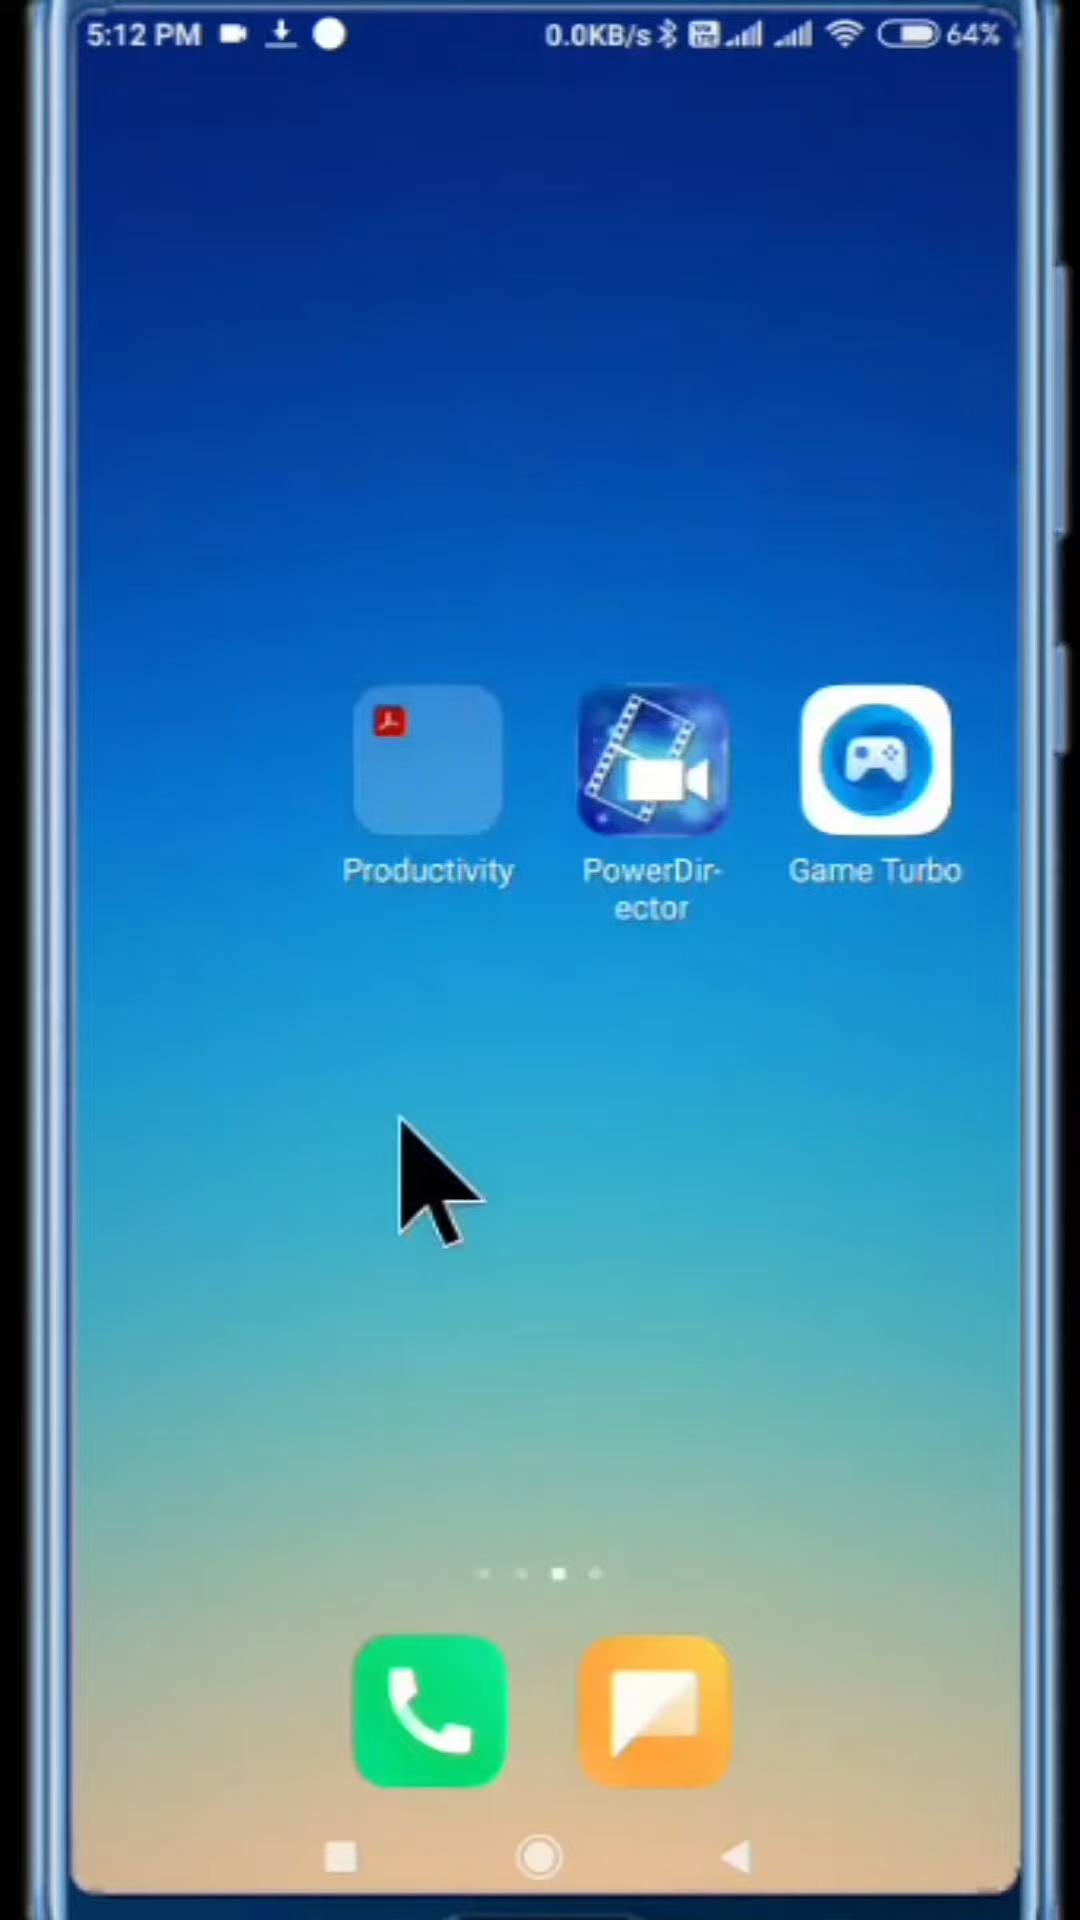 5:12 PM 0.0KB/s 64%
Productivity
PowerDir-
ector
Game Turbo